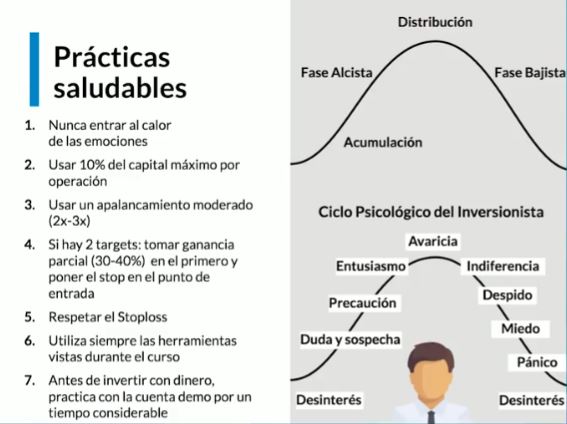 Prácticas
saludables
1. Nunca entrar al calor
de las emociones
2. Usar 10% del capital máximo por
operación
3. Usar un apalancamiento moderado
(2x-3x)
4. Si hay 2 targets: tomar ganancia
parcial (30-40%) en el primero y
poner el stop en el punto de
entrada
5. Respetar el Stoploss
6. Utiliza siempre las herramientas
vistas durante el curso
7. Antes de invertir con dinero,
practica con la cuenta demo por un
tiempo considerable
Distribución
Fase Alcista
Fase Bajista
Acumulación
Ciclo Psicológico del Inversionista
Avaricia
Entusiasmo
Indiferencia
Precaución
Despido
Duda y sospecha
Miedo
Pánico
Desinterés
Desinterés